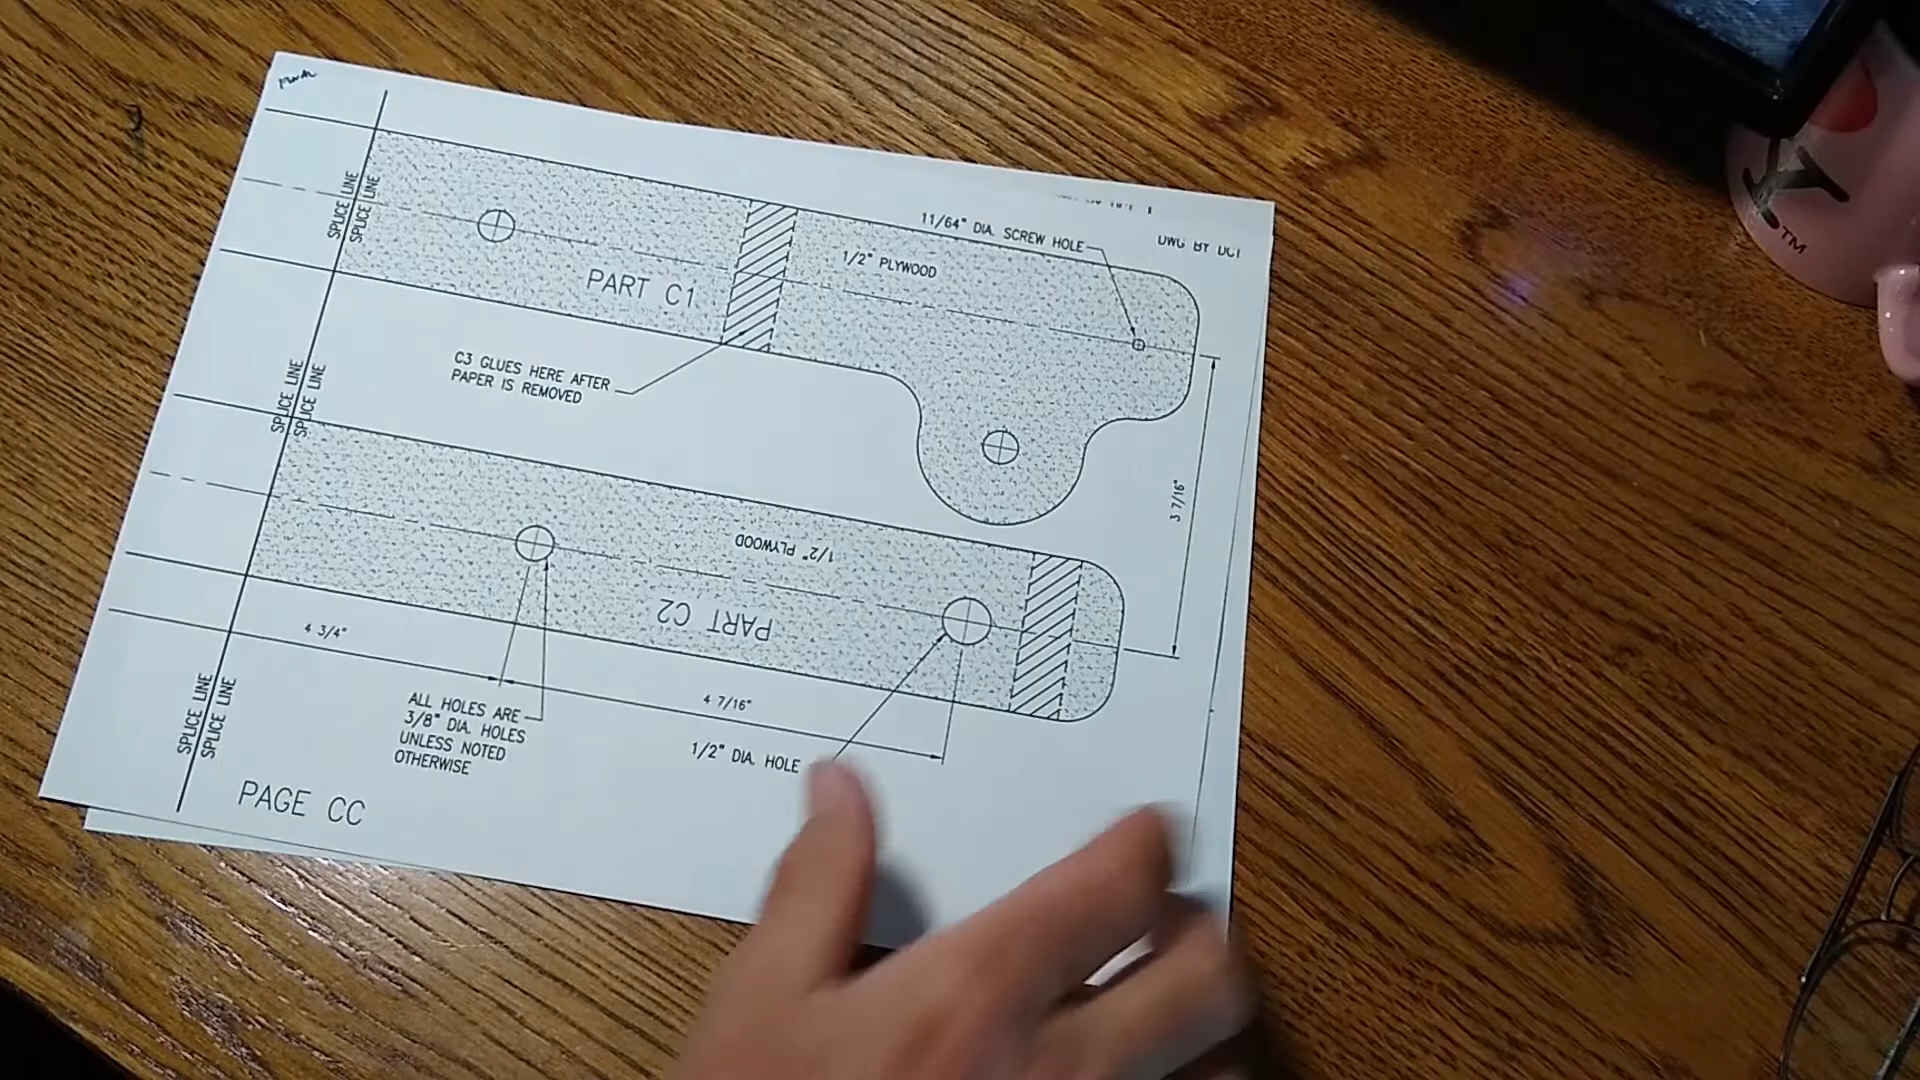 FINAL
SPLICE LINE
SPLICE LINE
11/64" DIA. SCREW HOLE
DWG BY DGI
1/2" PLYWOOD
PART C1
C3 GLUES HERE AFTER
PAPER IS REMOVED
SPLICE LINE
SPLICE LINE
3 7/16"
1/2" PLYWOOD
PART C2
4 3/4"
4 7/16"
ALL HOLES ARE
3/8" DIA. HOLES
UNLESS NOTED
OTHERWISE
1/2" DIA. HOLE
SPLICE LINE
SPLICE LINE
PAGE CC
TM